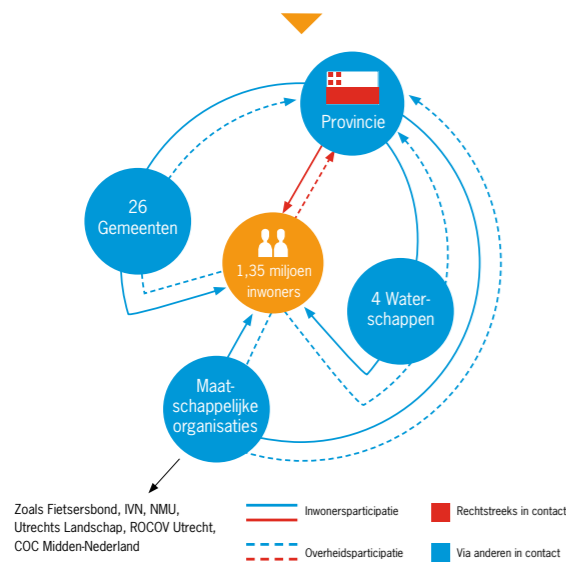 Provincie
26
Gemeenten
1,35 miljoen
inwoners
4 Water-
schappen
Maat-
schappelijke
organisaties
Zoals Fietsersbond, IVN, NMU,
Utrechts Landschap, ROCOV Utrecht,
COC Midden-Nederland
Inwonersparticipatie
Rechtstreeks in contact
Overheidsparticipatie
Via anderen in contact